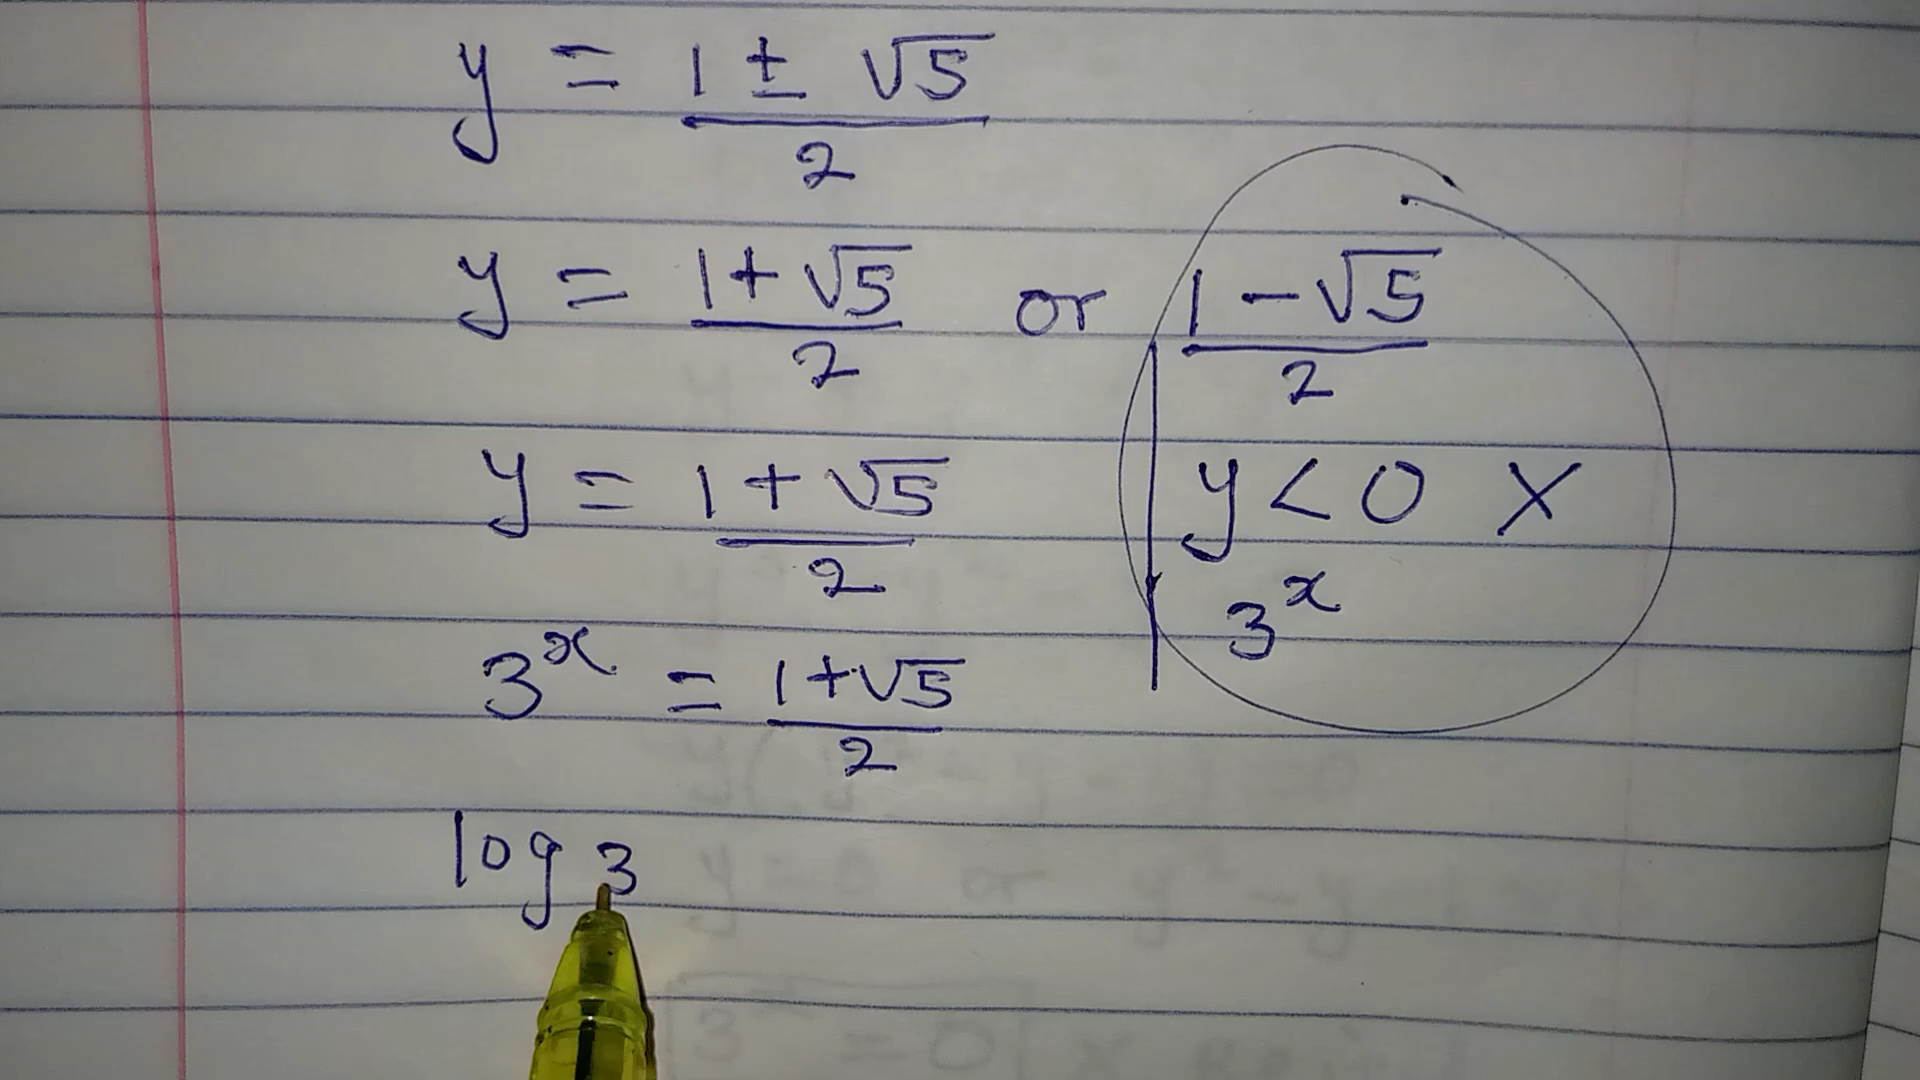 y = 1 ± √5 / 2
y = 1 + √5 / 2 or 1 - √5 / 2
y = 1 + √5 / 2
y < 0 X
3^x
3^x = 1 + √5 / 2
log 3